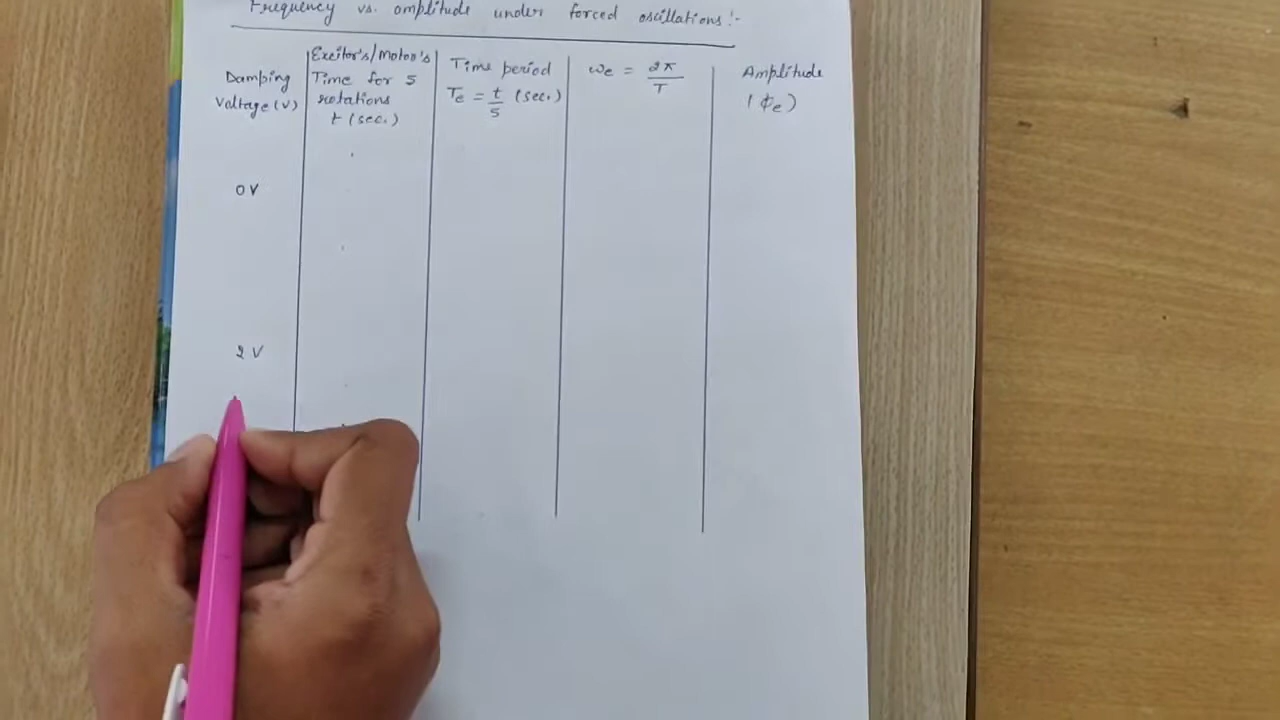 Frequency vs. amplitude under forced oscillations:-
Damping
Voltage (V)
Excitor's/Motor's
Time for 5
rotations
t (sec.)
Time period
Te = t/5 (sec.)
ωe = 2π/T
Amplitude
(ϕe)
0 V
2 V